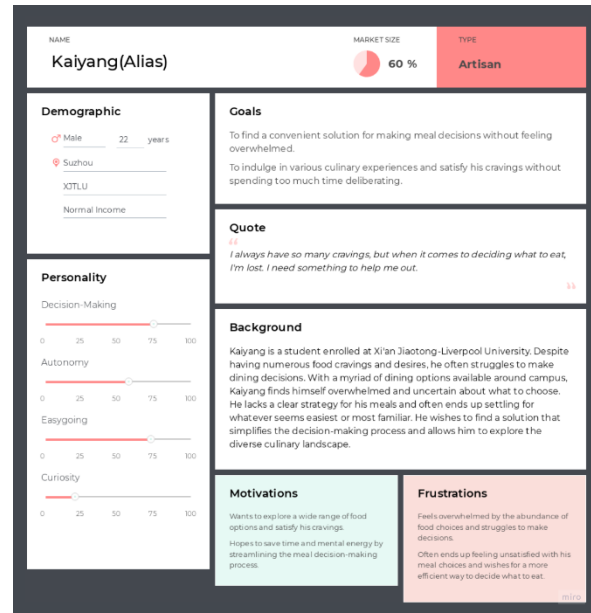 NAME
Kaiyang(Alias)
MARKET SIZE
60 %
TYPE
Artisan
Demographic
Male 22 years
Suzhou
XJTLU
Normal Income
Personality
Decision-Making
0 25 50 75 100
Autonomy
0 25 50 75 100
Easygoing
0 25 50 75 100
Curiosity
0 25 50 75 100
Goals
To find a convenient solution for making meal decisions without feeling
overwhelmed.
To indulge in various culinary experiences and satisfy his cravings without
spending too much time deliberating.
Quote
“
I always have so many cravings, but when it comes to deciding what to eat,
I'm lost. I need something to help me out.
”
Background
Kaiyang is a student enrolled at Xi'an Jiaotong-Liverpool University. Despite
having numerous food cravings and desires, he often struggles to make
dining decisions. With a myriad of dining options available around campus,
Kaiyang finds himself overwhelmed and uncertain about what to choose.
He lacks a clear strategy for his meals and often ends up settling for
whatever seems easiest or most familiar. He wishes to find a solution that
simplifies the decision-making process and allows him to explore the
diverse culinary landscape.
Motivations
Wants to explore a wide range of food
options and satisfy his cravings.
Hopes to save time and mental energy by
streamlining the meal decision-making
process.
Frustrations
Feels overwhelmed by the abundance of
food choices and struggles to make
decisions.
Often ends up feeling unsatisfied with his
meal choices and wishes for a more
efficient way to decide what to eat.
miro